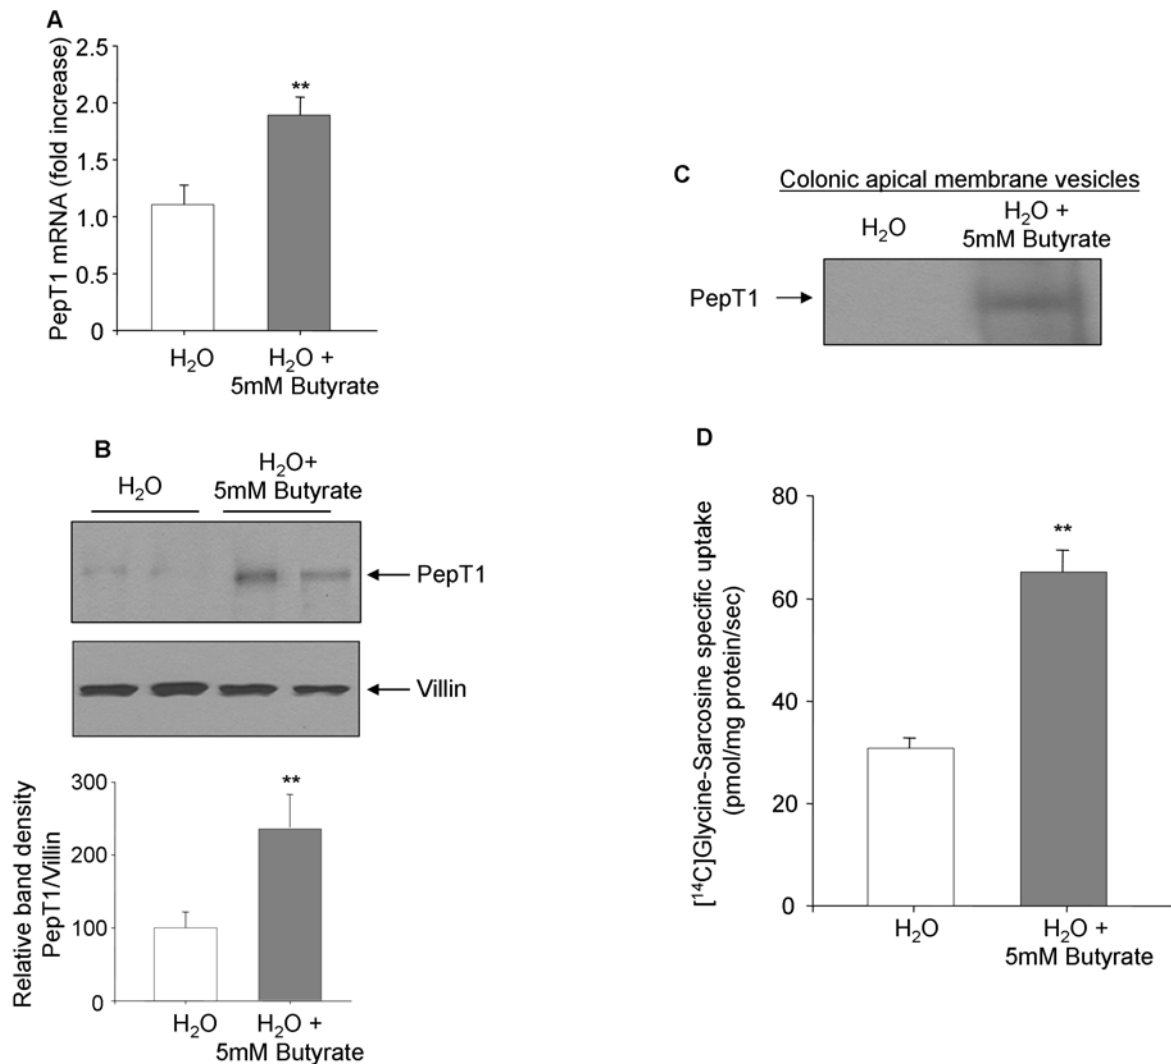 A
PepT1 mRNA (fold increase)
2.5
2.0
1.5
1.0
0.5
0
**
H₂O
H₂O +
5mM Butyrate
B
H₂O
H₂O+
5mM Butyrate
PepT1
Villin
Relative band density
PepT1/Villin
300
200
100
0
**
H₂O
H₂O +
5mM Butyrate
C
Colonic apical membrane vesicles
H₂O
H₂O +
5mM Butyrate
PepT1
D
[¹⁴C]Glycine-Sarcosine specific uptake
(pmol/mg protein/sec)
80
60
40
20
0
**
H₂O
H₂O +
5mM Butyrate